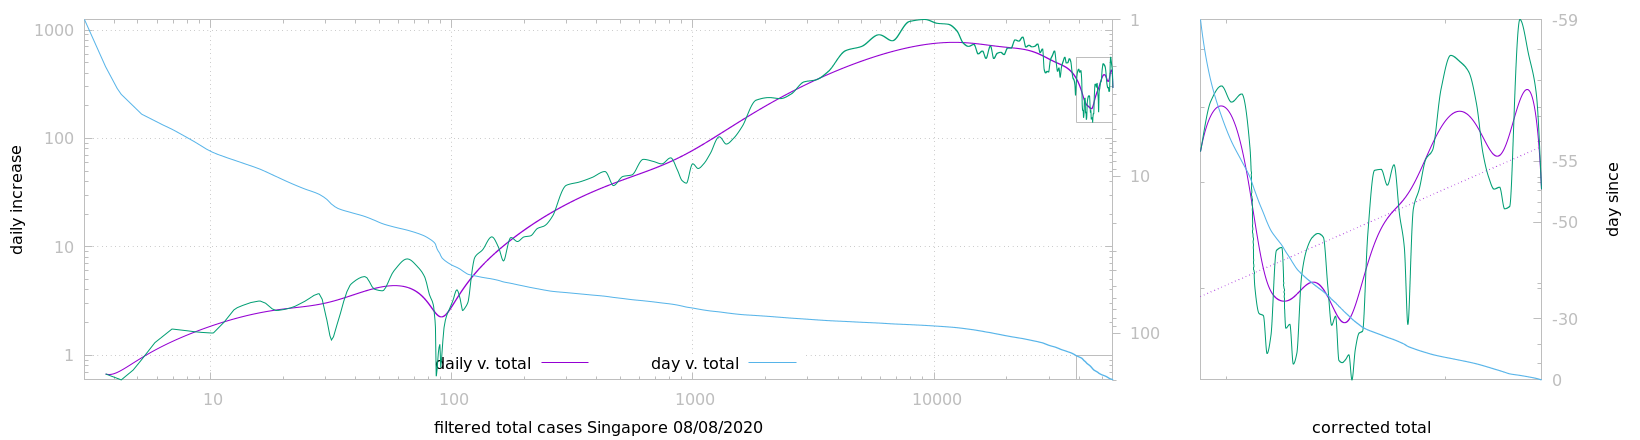 1000
100
10
1
daily increase
10
100
1000
10000
filtered total cases Singapore 08/08/2020
daily v. total
day v. total
1
10
100
-59
-55
-50
-30
0
day since
corrected total